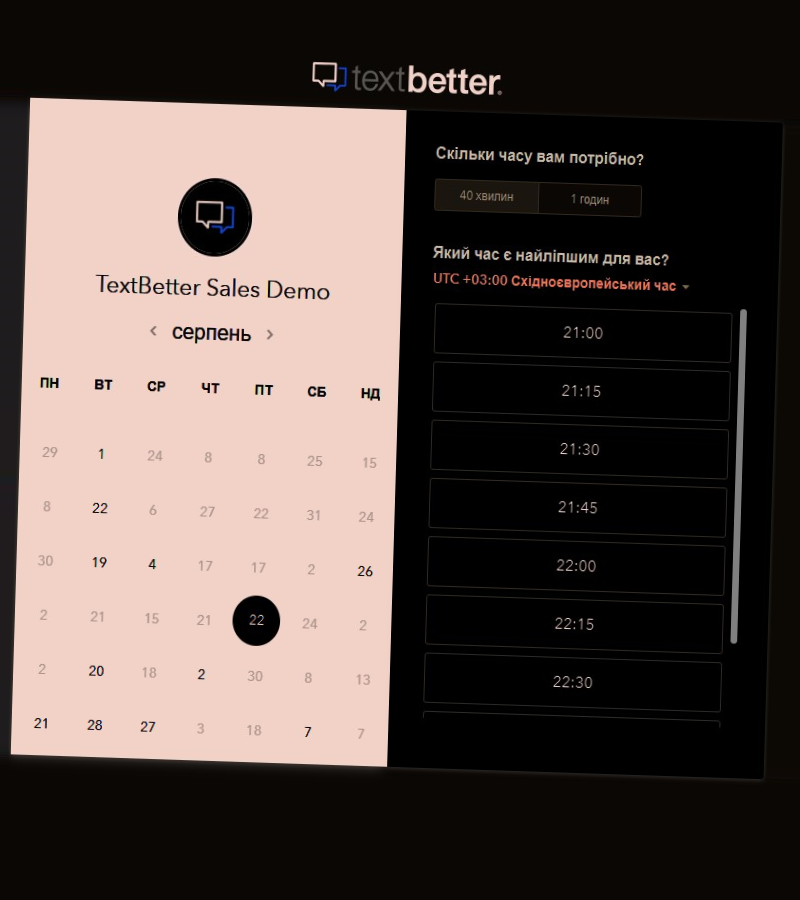 textbetter.
TextBetter Sales Demo
серпень
ПН ВТ СР ЧТ ПТ СБ НД
29 1 24 8 8 25 15
8 22 6 27 22 31 24
30 19 4 17 17 2 26
2 21 15 21 22 24 2
2 20 18 2 30 8 13
21 28 27 3 18 7 7
Скільки часу вам потрібно?
40 хвилин 1 годин
Який час є найліпшим для вас?
UTC +03:00 Східноєвропейський час
21:00
21:15
21:30
21:45
22:00
22:15
22:30